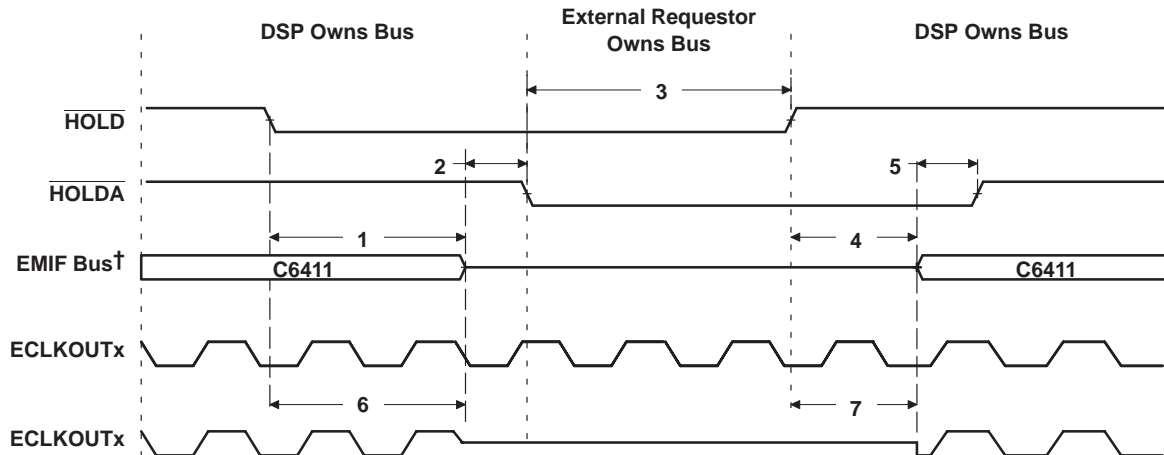 DSP Owns Bus
External Requestor
Owns Bus
DSP Owns Bus
3
HOLD
2
5
HOLDA
1
4
EMIF Bus†
C6411
C6411
ECLKOUTx
6
7
ECLKOUTx